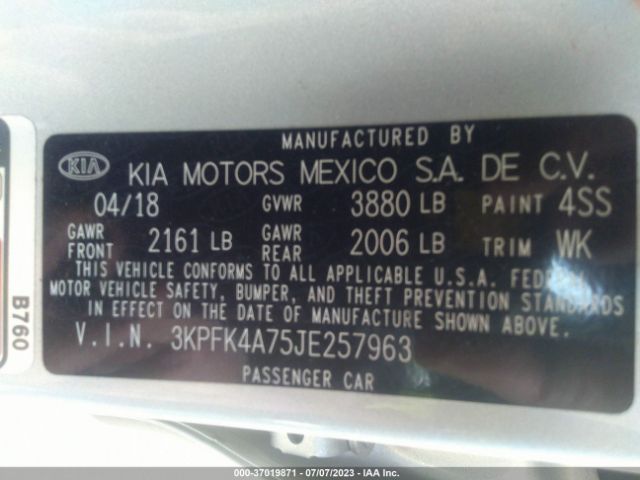 MANUFACTURED BY
KIA KIA MOTORS MEXICO S.A. DE C.V.
04/18 GVWR 3880 LB PAINT 4SS
GAWR FRONT 2161 LB GAWR REAR 2006 LB TRIM WK
THIS VEHICLE CONFORMS TO ALL APPLICABLE U.S.A. FEDERAL
MOTOR VEHICLE SAFETY, BUMPER, AND THEFT PREVENTION STANDARDS
IN EFFECT ON THE DATE OF MANUFACTURE SHOWN ABOVE.
V.I.N. 3KPFK4A75JE257963
PASSENGER CAR
B760
000-37019871 - 07/07/2023 - IAA Inc.